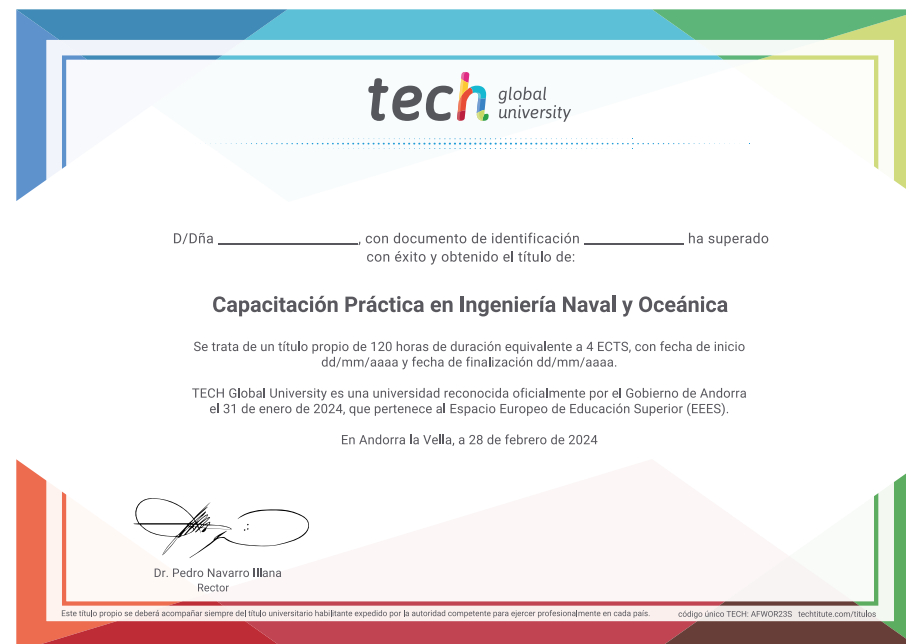 tech global
university
D/Dña ____________________, con documento de identificación ______________ ha superado
con éxito y obtenido el título de:
Capacitación Práctica en Ingeniería Naval y Oceánica
Se trata de un título propio de 120 horas de duración equivalente a 4 ECTS, con fecha de inicio
dd/mm/aaaa y fecha de finalización dd/mm/aaaa.
TECH Global University es una universidad reconocida oficialmente por el Gobierno de Andorra
el 31 de enero de 2024, que pertenece al Espacio Europeo de Educación Superior (EEES).
En Andorra la Vella, a 28 de febrero de 2024
Dr. Pedro Navarro Illana
Rector
Este título propio se deberá acompañar siempre del título universitario habilitante expedido por la autoridad competente para ejercer profesionalmente en cada país. código único TECH: AFWOR23S techtitute.com/titulos